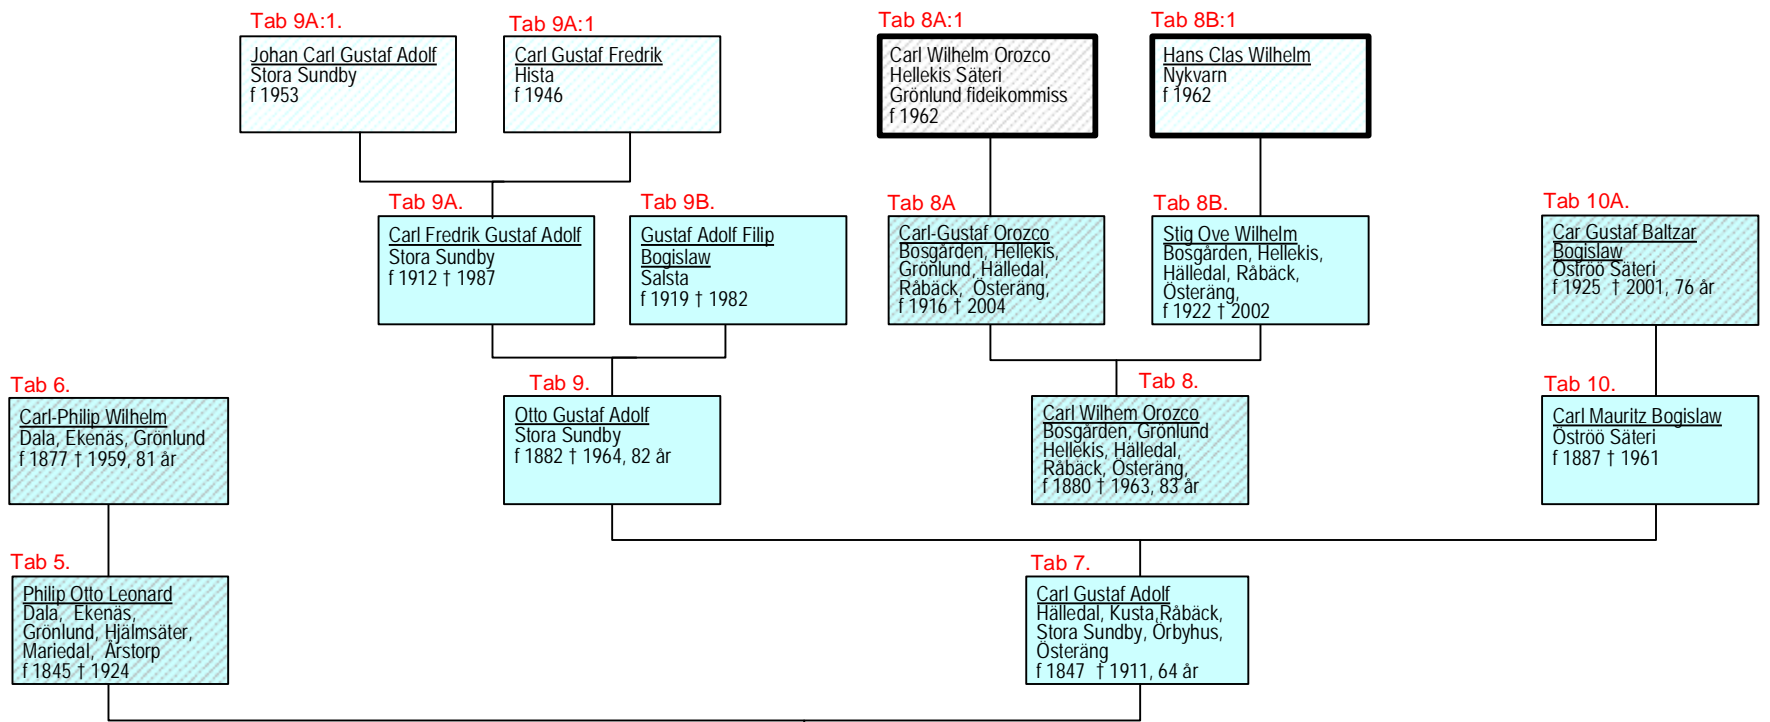 Tab 9A:1.
Johan Carl Gustaf Adolf
Stora Sundby
f 1953
Tab 9A:1
Carl Gustaf Fredrik
Hista
f 1946
Tab 8A:1
Carl Wilhelm Orozco
Hellekis Säteri
Grönlund fideikommiss
f 1962
Tab 8B:1
Hans Clas Wilhelm
Nykvarn
f 1962
Tab 9A.
Carl Fredrik Gustaf Adolf
Stora Sundby
f 1912 † 1987
Tab 9B.
Gustaf Adolf Filip
Bogislaw
Salsta
f 1919 † 1982
Tab 8A
Carl-Gustaf Orozco
Bosgården, Hellekis,
Grönlund, Hälledal,
Råbäck, Österäng,
f 1916 † 2004
Tab 8B.
Stig Ove Wilhelm
Bosgården, Hellekis,
Hälledal, Råbäck,
Österäng,
f 1922 † 2002
Tab 10A.
Car Gustaf Baltzar
Bogislaw
Öströö Säteri
f 1925 † 2001, 76 år
Tab 6.
Carl-Philip Wilhelm
Dala, Ekenäs, Grönlund
f 1877 † 1959, 81 år
Tab 9.
Otto Gustaf Adolf
Stora Sundby
f 1882 † 1964, 82 år
Tab 8.
Carl Wilhem Orozco
Bosgården, Grönlund
Hellekis, Hälledal,
Råbäck, Österäng,
f 1880 † 1963, 83 år
Tab 10.
Carl Mauritz Bogislaw
Öströö Säteri
f 1887 † 1961
Tab 5.
Philip Otto Leonard
Dala, Ekenäs,
Grönlund, Hjälmsäter,
Mariedal, Årstorp
f 1845 † 1924
Tab 7.
Carl Gustaf Adolf
Hälledal, Kusta,Råbäck,
Stora Sundby, Örbyhus,
Österäng
f 1847 † 1911, 64 år